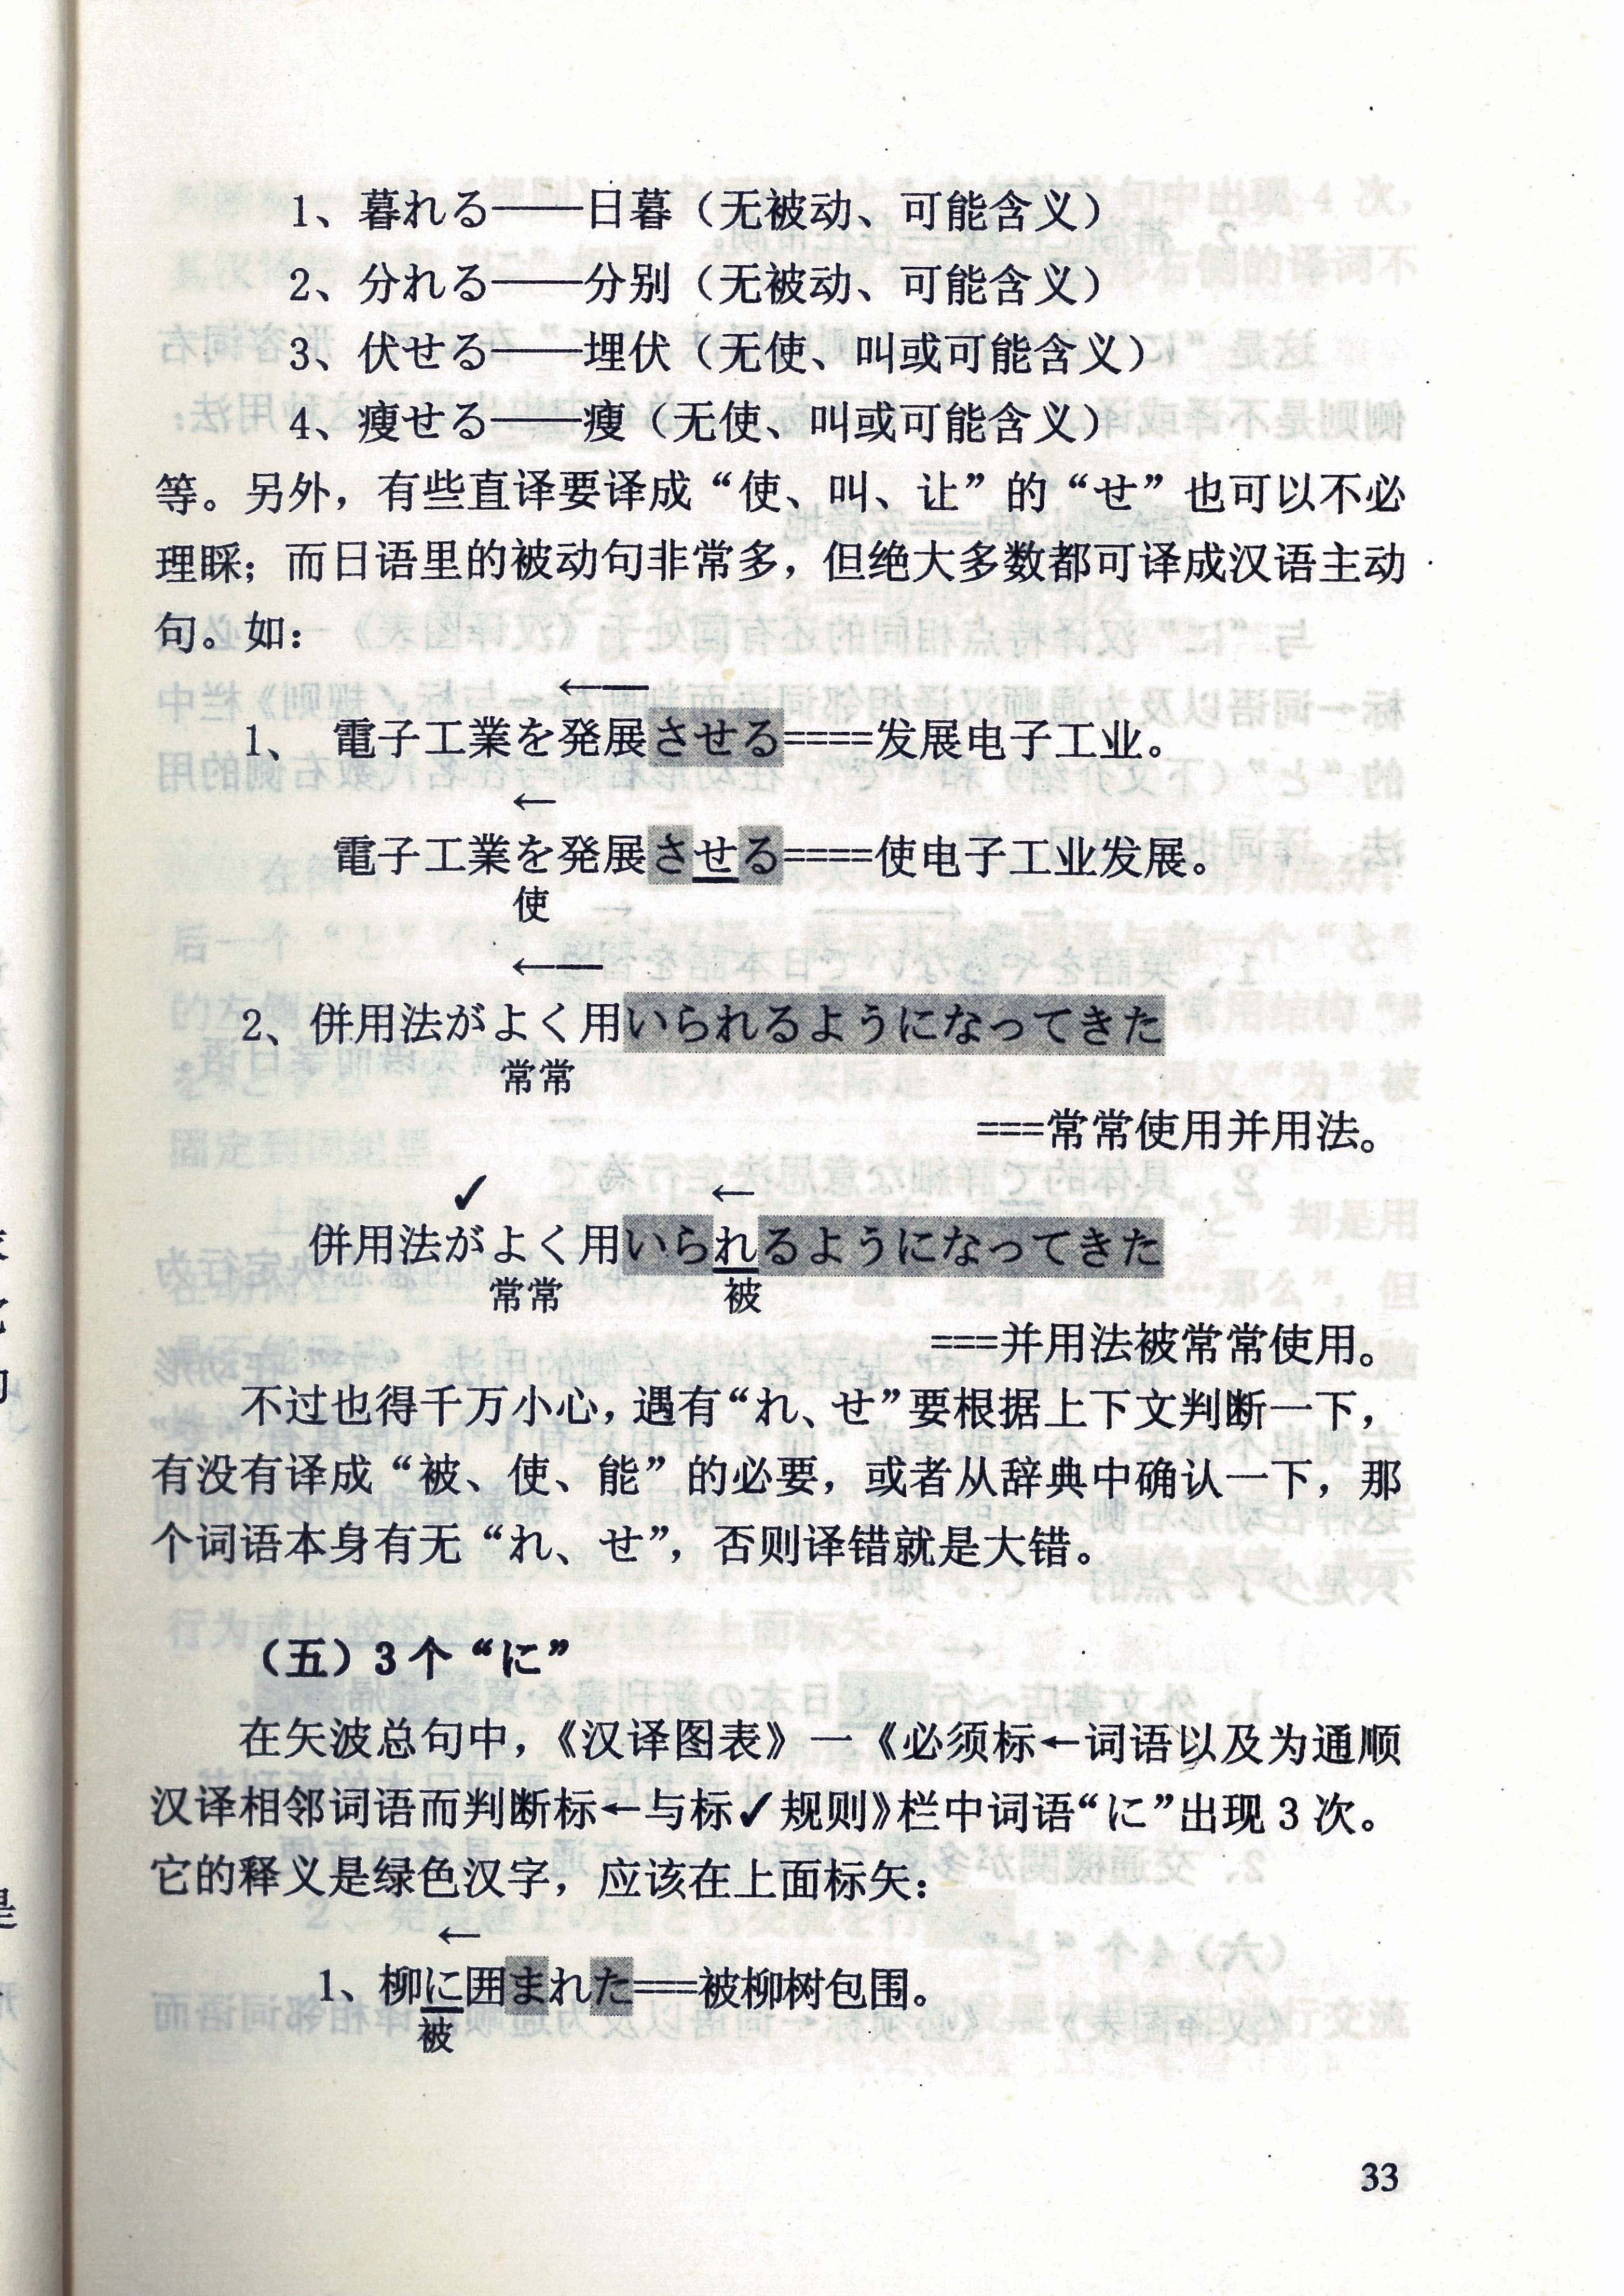 1、暮れる——日暮（无被动、可能含义）
2、分れる——分别（无被动、可能含义）
3、伏せる——埋伏（无使、叫或可能含义）
4、瘦せる——瘦（无使、叫或可能含义）
等。另外，有些直译要译成“使、叫、让”的“せ”也可以不必
理睬；而日语里的被动句非常多，但绝大多数都可译成汉语主动
句。如：
←—
1、 電子工業を発展させる====发展电子工业。
←
電子工業を発展させる====使电子工业发展。
使
←—
2、併用法がよく用いられるようになってきた
常常
===常常使用并用法。
✓ ←
併用法がよく用いられるようになってきた
常常 被
===并用法被常常使用。
不过也得千万小心，遇有“れ、せ”要根据上下文判断一下，
有没有译成“被、使、能”的必要，或者从辞典中确认一下，那
个词语本身有无“れ、せ”，否则译错就是大错。
（五）3个“に”
在矢波总句中，《汉译图表》一《必须标←词语以及为通顺
汉译相邻词语而判断标←与标✓规则》栏中词语“に”出现3次。
它的释义是绿色汉字，应该在上面标矢：
←
1、柳に囲まれた===被柳树包围。
被
33